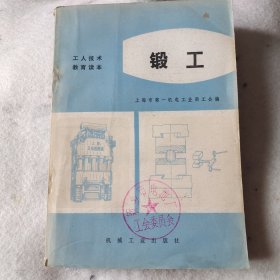 工人技术
教育读本
锻工
上海市第一机电工业局工会编
工会委员会
机械工业出版社